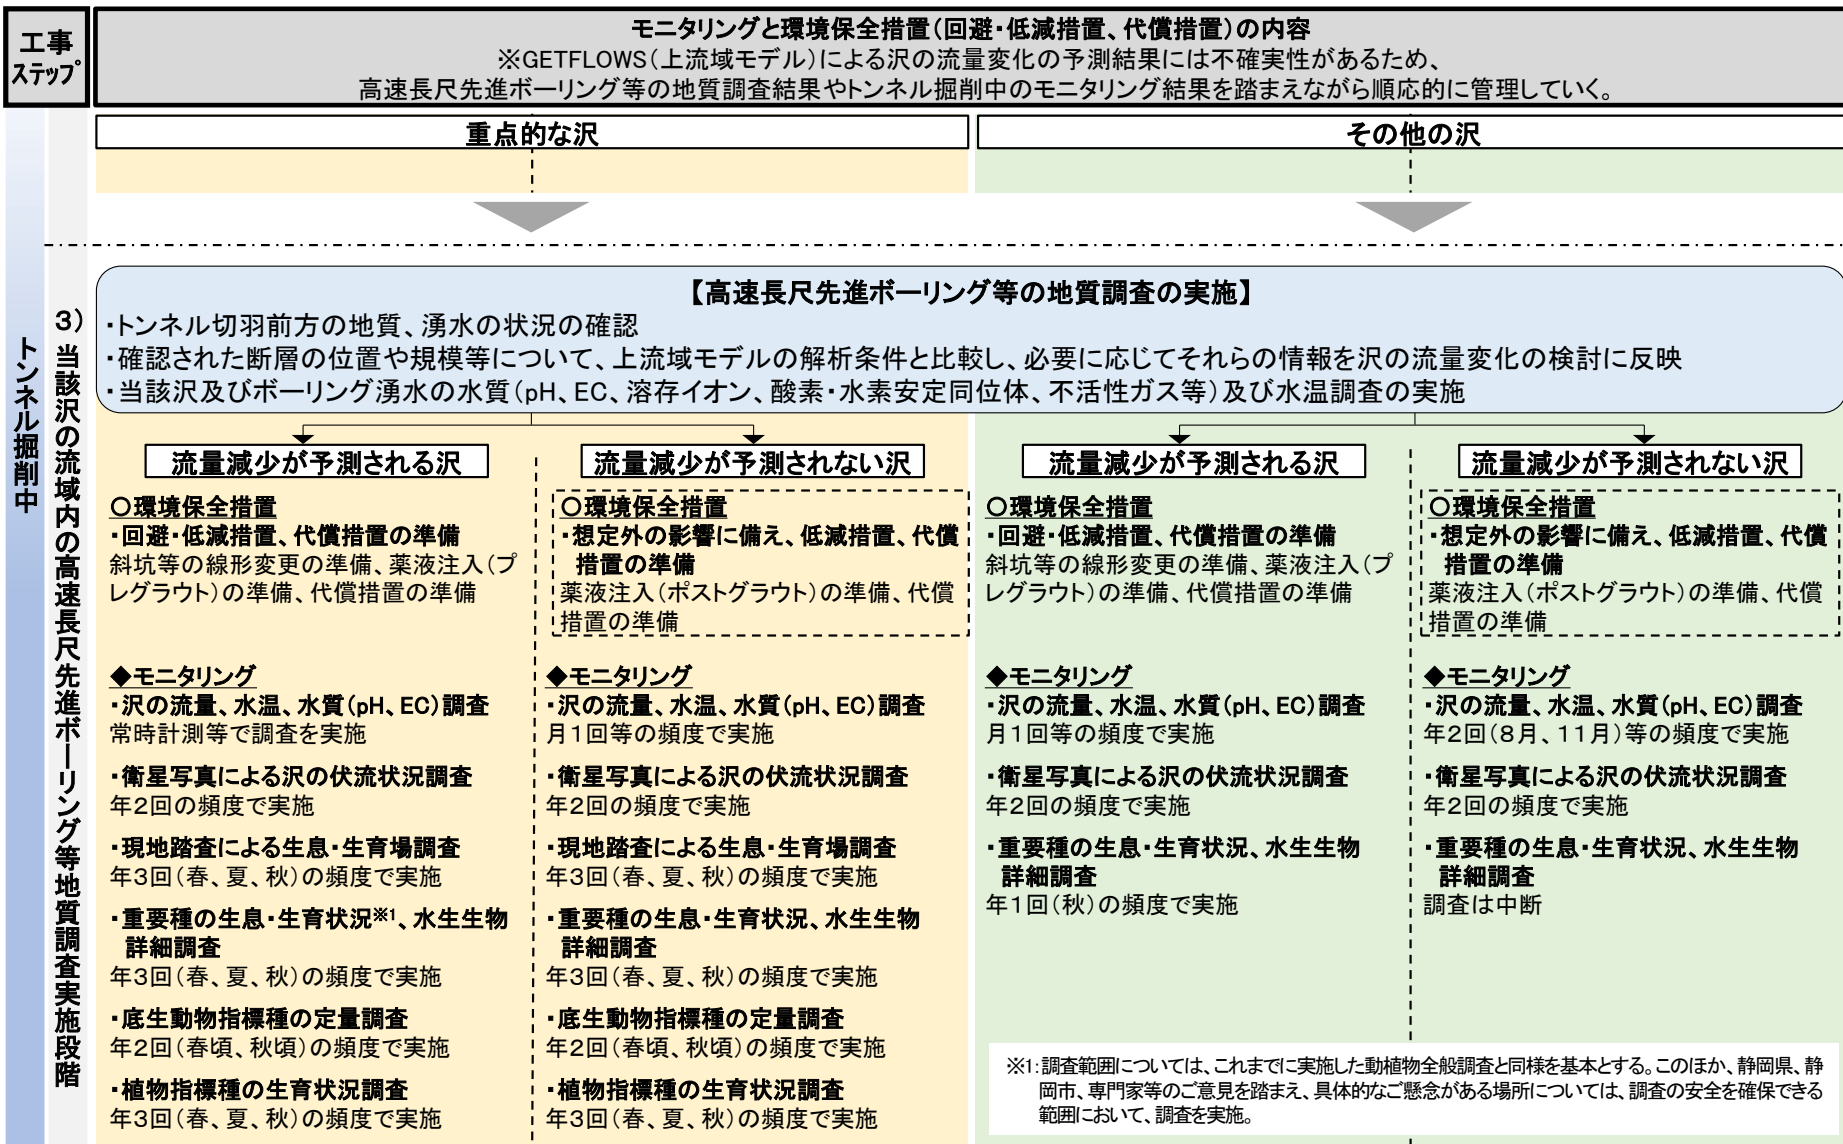 工事
ステップ
モニタリングと環境保全措置（回避・低減措置、代償措置）の内容
※GETFLOWS（上流域モデル）による沢の流量変化の予測結果には不確実性があるため、
高速長尺先進ボーリング等の地質調査結果やトンネル掘削中のモニタリング結果を踏まえながら順応的に管理していく。
トンネル掘削中
3）当該沢の流域内の高速長尺先進ボーリング等地質調査実施段階
重点的な沢
その他の沢
【高速長尺先進ボーリング等の地質調査の実施】
・トンネル切羽前方の地質、湧水の状況の確認
・確認された断層の位置や規模等について、上流域モデルの解析条件と比較し、必要に応じてそれらの情報を沢の流量変化の検討に反映
・当該沢及びボーリング湧水の水質（pH、EC、溶存イオン、酸素・水素安定同位体、不活性ガス等）及び水温調査の実施
流量減少が予測される沢
〇環境保全措置
・回避・低減措置、代償措置の準備
斜坑等の線形変更の準備、薬液注入（プ
レグラウト）の準備、代償措置の準備
◆モニタリング
・沢の流量、水温、水質（pH、EC）調査
常時計測等で調査を実施
・衛星写真による沢の伏流状況調査
年2回の頻度で実施
・現地踏査による生息・生育場調査
年3回（春、夏、秋）の頻度で実施
・重要種の生息・生育状況※1、水生生物
詳細調査
年3回（春、夏、秋）の頻度で実施
・底生動物指標種の定量調査
年2回（春頃、秋頃）の頻度で実施
・植物指標種の生育状況調査
年3回（春、夏、秋）の頻度で実施
流量減少が予測されない沢
〇環境保全措置
・想定外の影響に備え、低減措置、代償
措置の準備
薬液注入（ポストグラウト）の準備、代償
措置の準備
◆モニタリング
・沢の流量、水温、水質（pH、EC）調査
月1回等の頻度で実施
・衛星写真による沢の伏流状況調査
年2回の頻度で実施
・現地踏査による生息・生育場調査
年3回（春、夏、秋）の頻度で実施
・重要種の生息・生育状況、水生生物
詳細調査
年3回（春、夏、秋）の頻度で実施
・底生動物指標種の定量調査
年2回（春頃、秋頃）の頻度で実施
・植物指標種の生育状況調査
年3回（春、夏、秋）の頻度で実施
流量減少が予測される沢
〇環境保全措置
・回避・低減措置、代償措置の準備
斜坑等の線形変更の準備、薬液注入（プ
レグラウト）の準備、代償措置の準備
◆モニタリング
・沢の流量、水温、水質（pH、EC）調査
月1回等の頻度で実施
・衛星写真による沢の伏流状況調査
年2回の頻度で実施
・重要種の生息・生育状況、水生生物
詳細調査
年1回（秋）の頻度で実施
流量減少が予測されない沢
〇環境保全措置
・想定外の影響に備え、低減措置、代償
措置の準備
薬液注入（ポストグラウト）の準備、代償
措置の準備
◆モニタリング
・沢の流量、水温、水質（pH、EC）調査
年2回（8月、11月）等の頻度で実施
・衛星写真による沢の伏流状況調査
年2回の頻度で実施
・重要種の生息・生育状況、水生生物
詳細調査
調査は中断
※1：調査範囲については、これまでに実施した動植物全般調査と同様を基本とする。このほか、静岡県、静
岡市、専門家等のご意見を踏まえ、具体的なご懸念がある場所については、調査の安全を確保できる
範囲において、調査を実施。